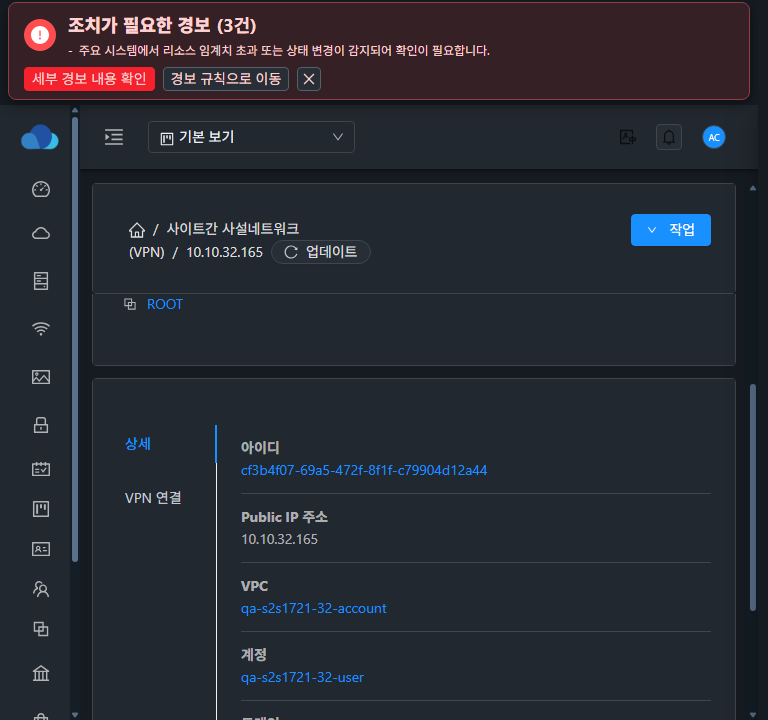 조치가 필요한 경보 (3건)
- 주요 시스템에서 리소스 임계치 초과 또는 상태 변경이 감지되어 확인이 필요합니다.
세부 경보 내용 확인 경보 규칙으로 이동
기본 보기
AC
/ 사이트간 사설네트워크
(VPN) / 10.10.32.165 업데이트
작업
ROOT
상세
VPN 연결
아이디
cf3b4f07-69a5-472f-8f1f-c79904d12a44
Public IP 주소
10.10.32.165
VPC
qa-s2s1721-32-account
계정
qa-s2s1721-32-user